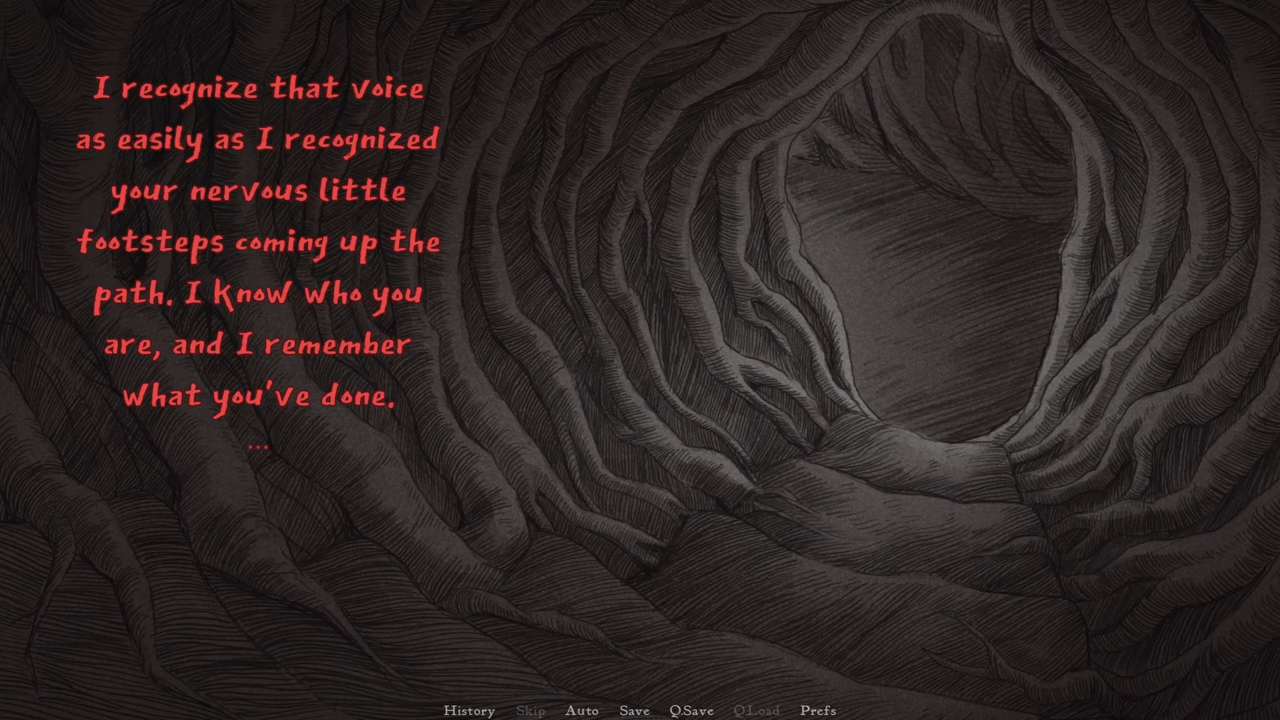 I recognize that voice
as easily as I recognized
your nervous little
footsteps coming up the
path. I know who you
are, and I remember
what you've done.
...
History Skip Auto Save Q.Save Q.Load Prefs